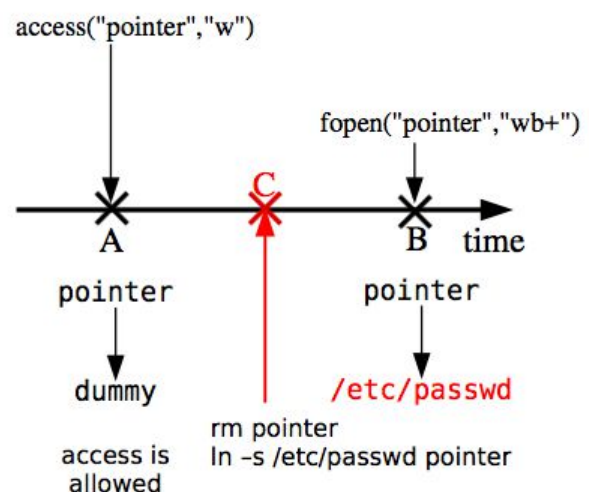 access("pointer","w")
fopen("pointer","wb+")
C
A
B
time
pointer
pointer
dummy
/etc/passwd
access is
allowed
rm pointer
ln –s /etc/passwd pointer